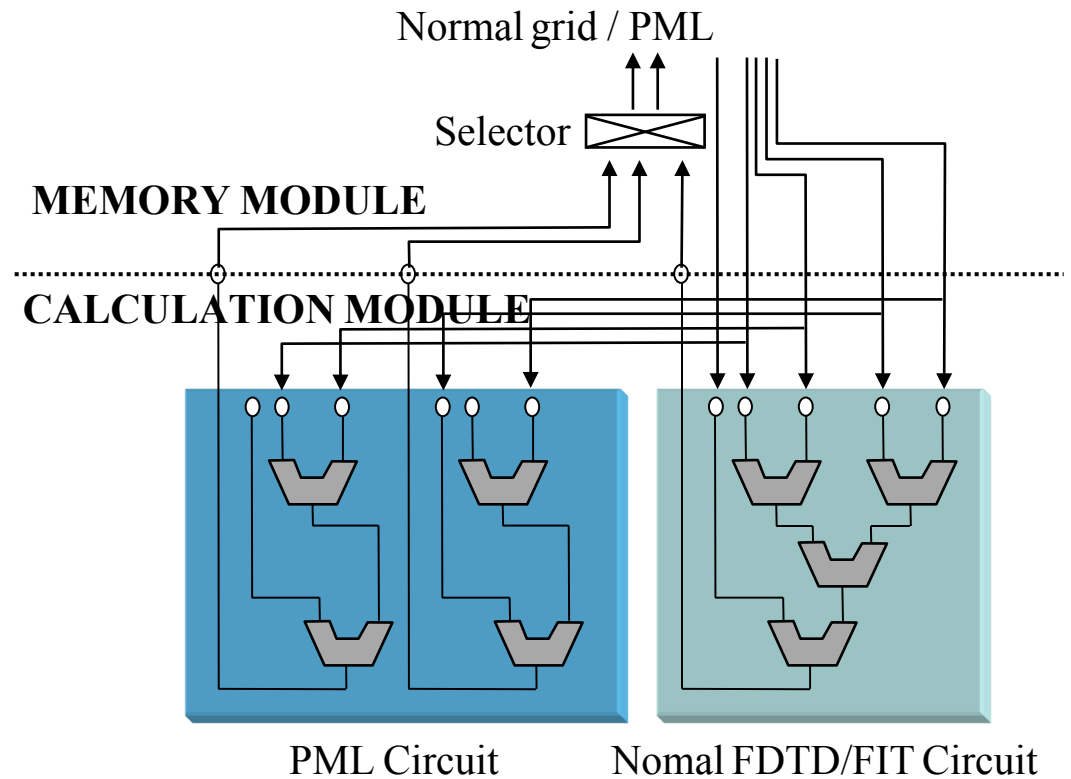 Normal grid / PML
Selector
MEMORY MODULE
CALCULATION MODULE
PML Circuit
Nomal FDTD/FIT Circuit